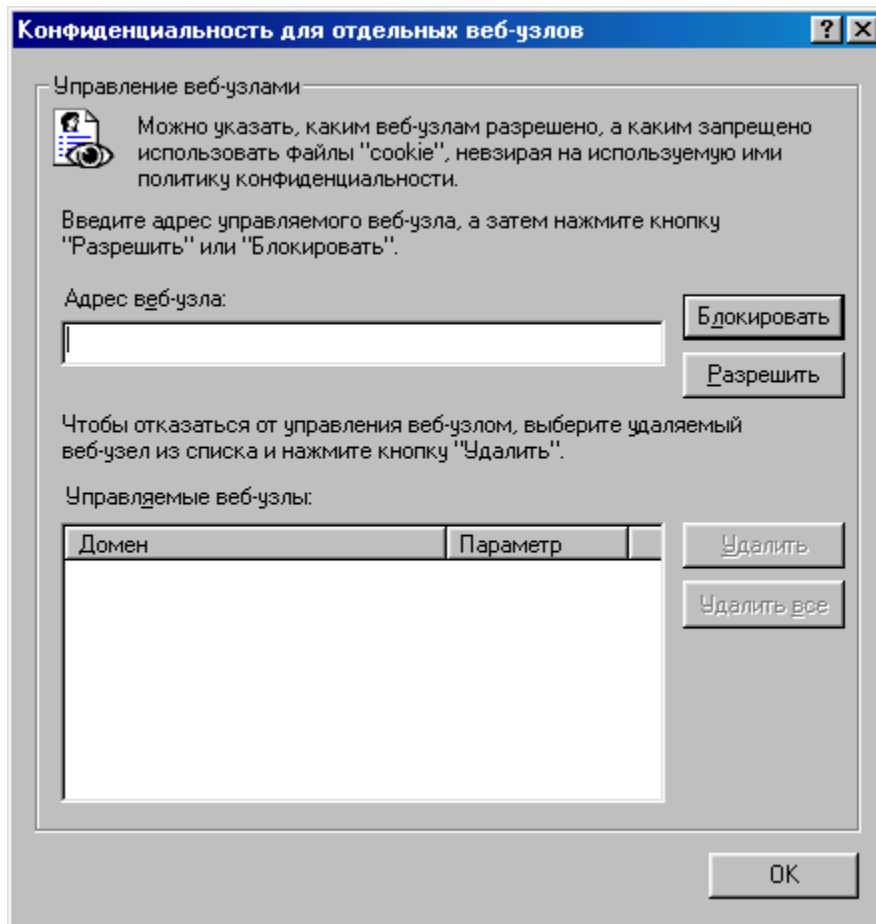 Конфиденциальность для отдельных веб-узлов
Управление веб-узлами
Можно указать, каким веб-узлам разрешено, а каким запрещено
использовать файлы "cookie", невзирая на используемую ими
политику конфиденциальности.
Введите адрес управляемого веб-узла, а затем нажмите кнопку
"Разрешить" или "Блокировать".
Адрес веб-узла:
Блокировать
Разрешить
Чтобы отказаться от управления веб-узлом, выберите удаляемый
веб-узел из списка и нажмите кнопку "Удалить".
Управляемые веб-узлы:
Домен Параметр
Удалить
Удалить все
OK